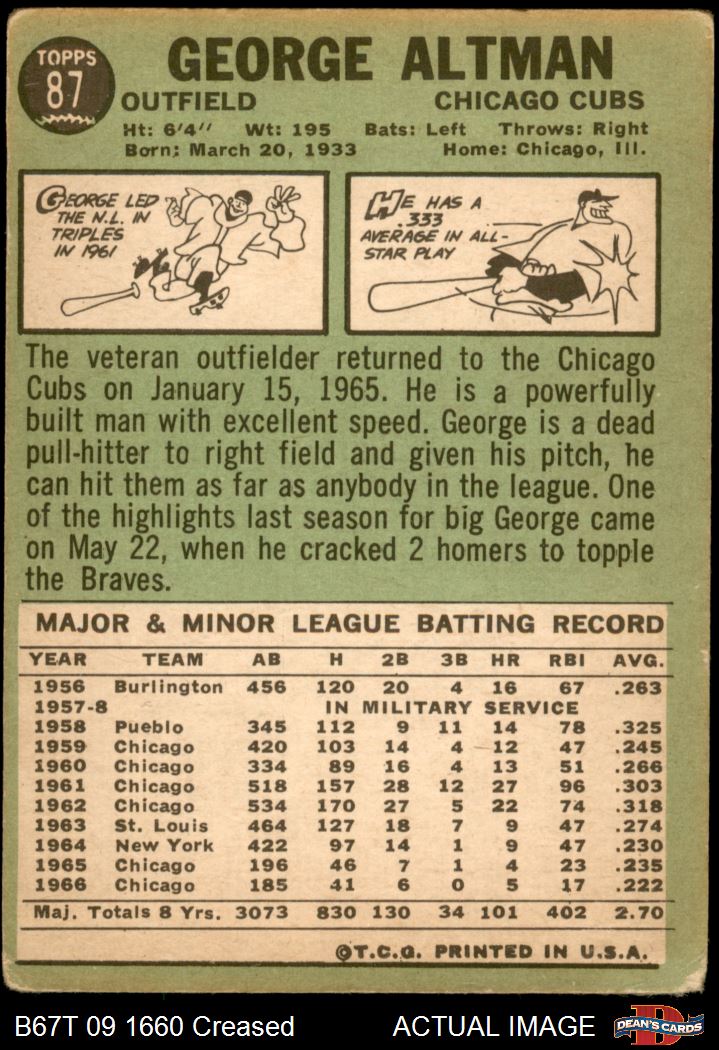 TOPPS
87
GEORGE ALTMAN
OUTFIELD CHICAGO CUBS
Ht: 6'4'' Wt: 195 Bats: Left Throws: Right
Born: March 20, 1933 Home: Chicago, Ill.
GEORGE LED
THE N.L. IN
TRIPLES
IN 1961
HE HAS A
.333
AVERAGE IN ALL-
STAR PLAY
The veteran outfielder returned to the Chicago
Cubs on January 15, 1965. He is a powerfully
built man with excellent speed. George is a dead
pull-hitter to right field and given his pitch, he
can hit them as far as anybody in the league. One
of the highlights last season for big George came
on May 22, when he cracked 2 homers to topple
the Braves.
MAJOR & MINOR LEAGUE BATTING RECORD
YEAR TEAM AB H 2B 3B HR RBI AVG.
1956 Burlington 456 120 20 4 16 67 .263
1957-8 IN MILITARY SERVICE
1958 Pueblo 345 112 9 11 14 78 .325
1959 Chicago 420 103 14 4 12 47 .245
1960 Chicago 334 89 16 4 13 51 .266
1961 Chicago 518 157 28 12 27 96 .303
1962 Chicago 534 170 27 5 22 74 .318
1963 St. Louis 464 127 18 7 9 47 .274
1964 New York 422 97 14 1 9 47 .230
1965 Chicago 196 46 7 1 4 23 .235
1966 Chicago 185 41 6 0 5 17 .222
Maj. Totals 8 Yrs. 3073 830 130 34 101 402 2.70
©T.C.G. PRINTED IN U.S.A.
B67T 09 1660 Creased ACTUAL IMAGE DEAN'S CARDS